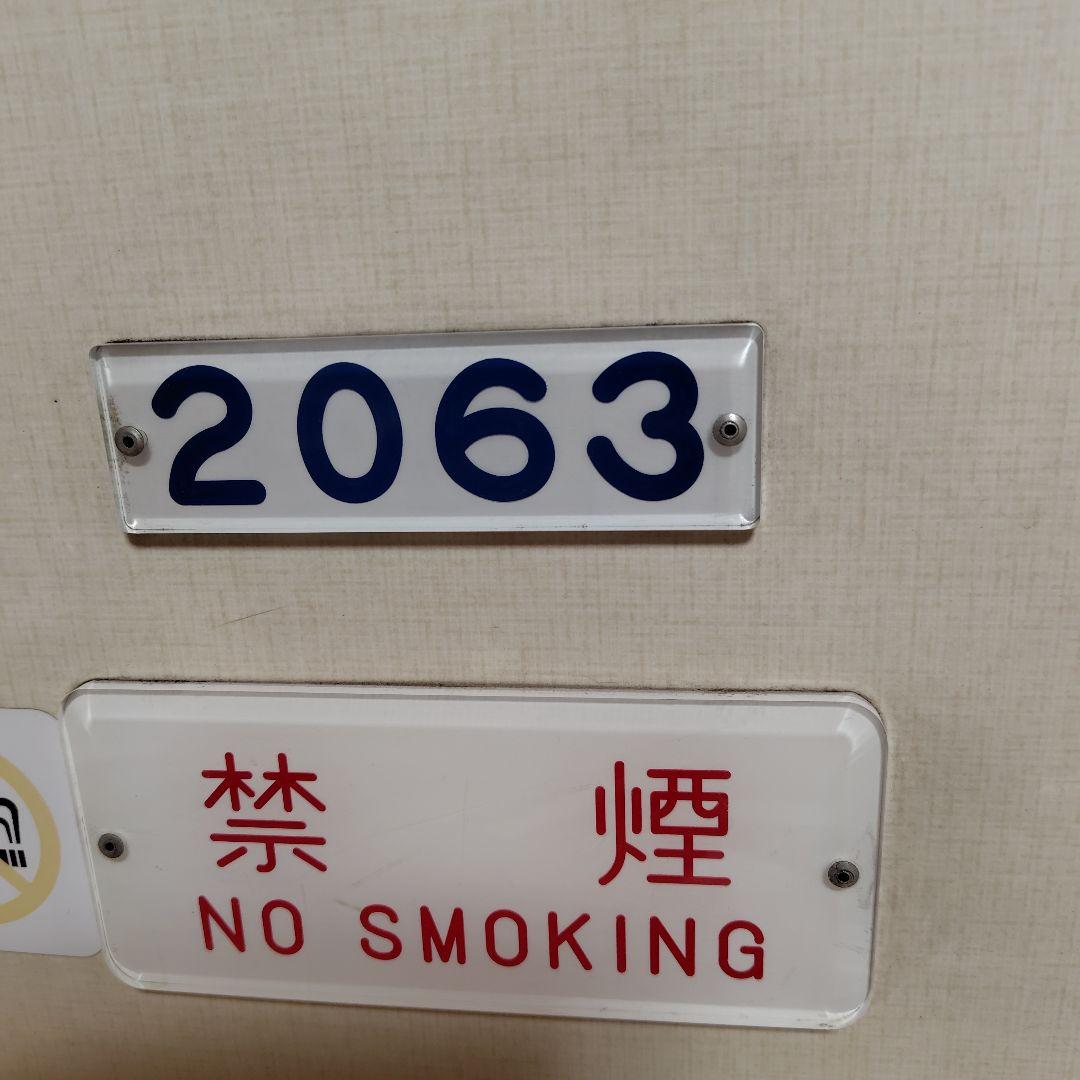 2063
禁 煙
NO SMOKING